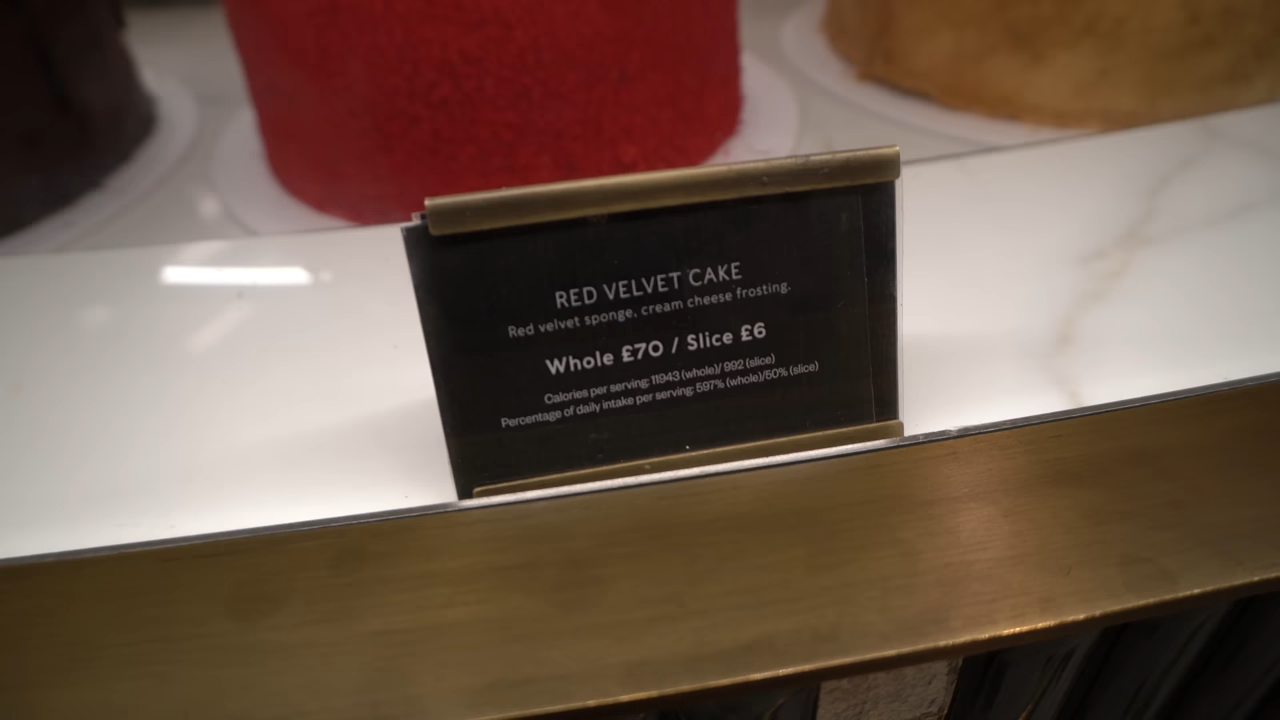 RED VELVET CAKE
Red velvet sponge, cream cheese frosting.
Whole £70 / Slice £6
Calories per serving: 11943 (whole)/ 992 (slice)
Percentage of daily intake per serving: 597% (whole)/50% (slice)